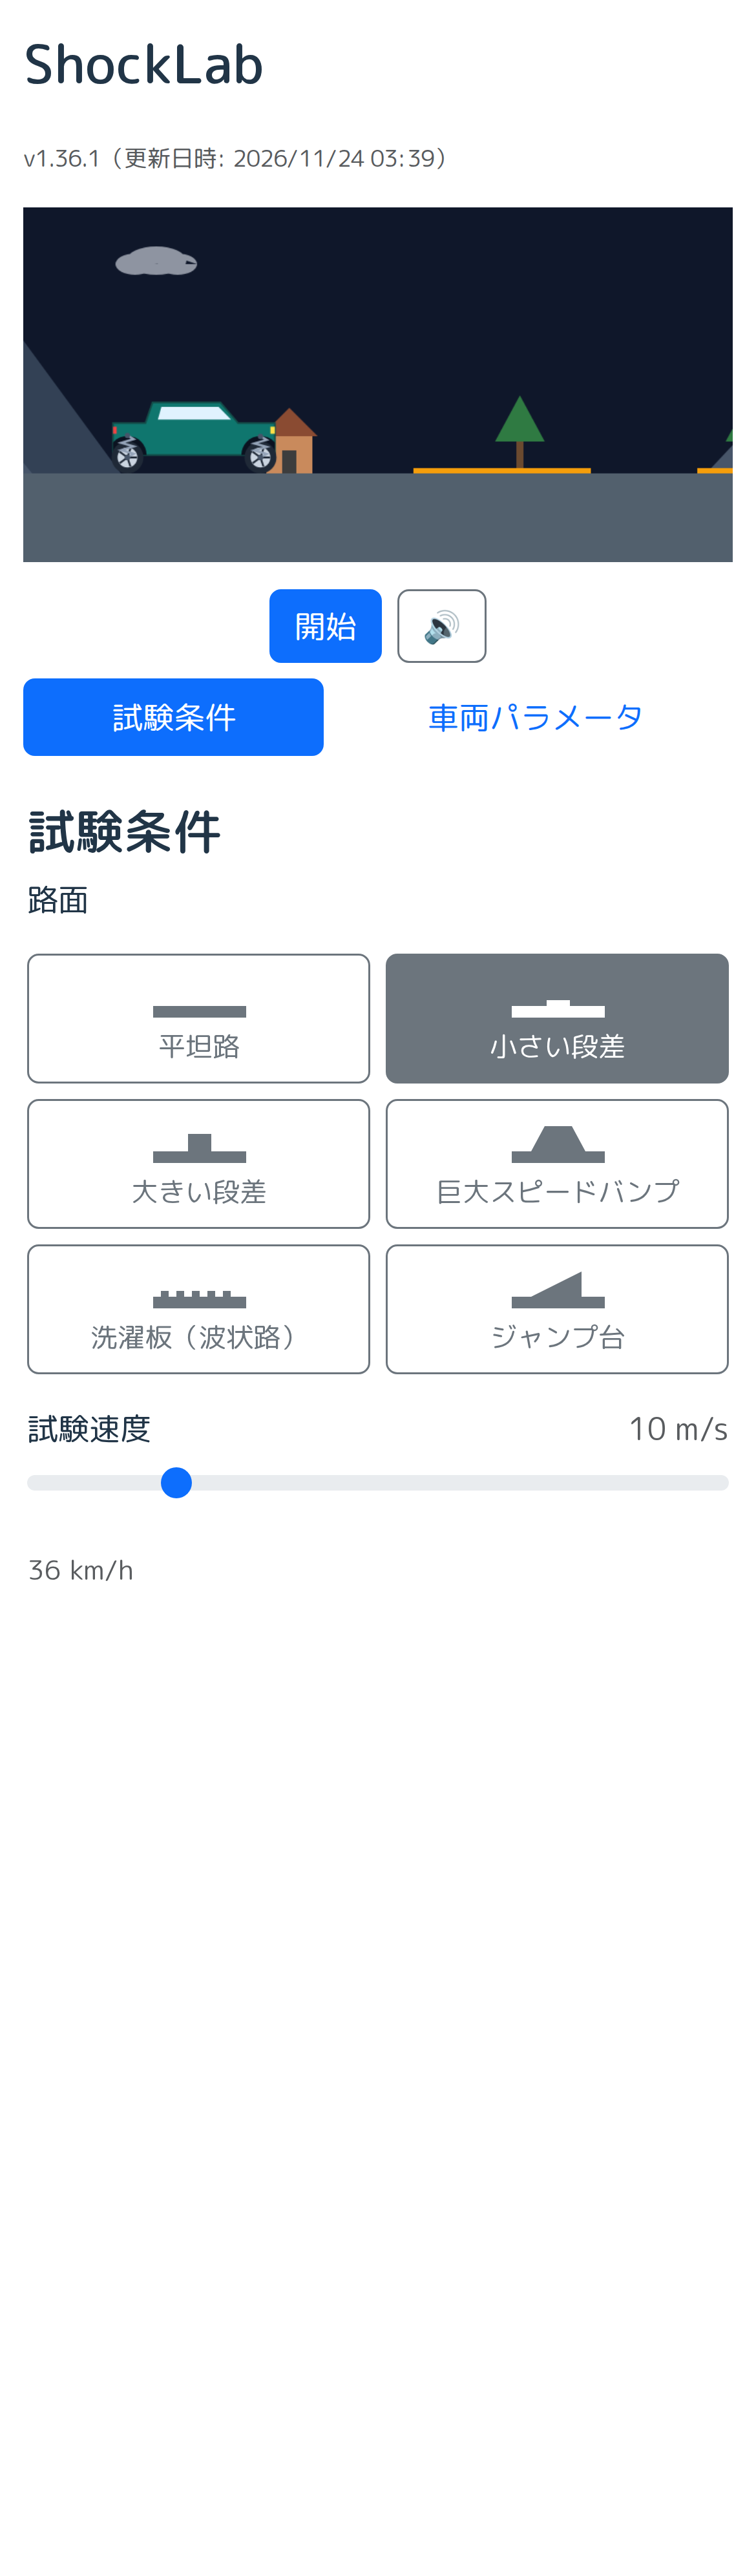 ShockLab
v1.36.1（更新日時: 2026/11/24 03:39）
開始
試験条件
車両パラメータ
試験条件
路面
平坦路
小さい段差
大きい段差
巨大スピードバンプ
洗濯板（波状路）
ジャンプ台
試験速度
10 m/s
36 km/h